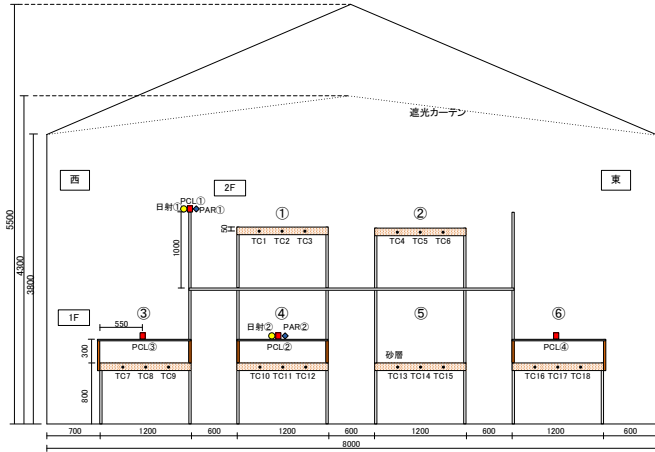 遮光カーテン
西
2F
東
PCL①
日射① PAR①
① ②
50
TC1 TC2 TC3 TC4 TC5 TC6
5500
4300
3800
1000
1F
③ ④ ⑤ ⑥
550
日射② PAR②
PCL③ PCL② 砂層 PCL④
300
TC7 TC8 TC9 TC10 TC11 TC12 TC13 TC14 TC15 TC16 TC17 TC18
800
700 1200 600 1200 600 1200 600 1200 600
8000